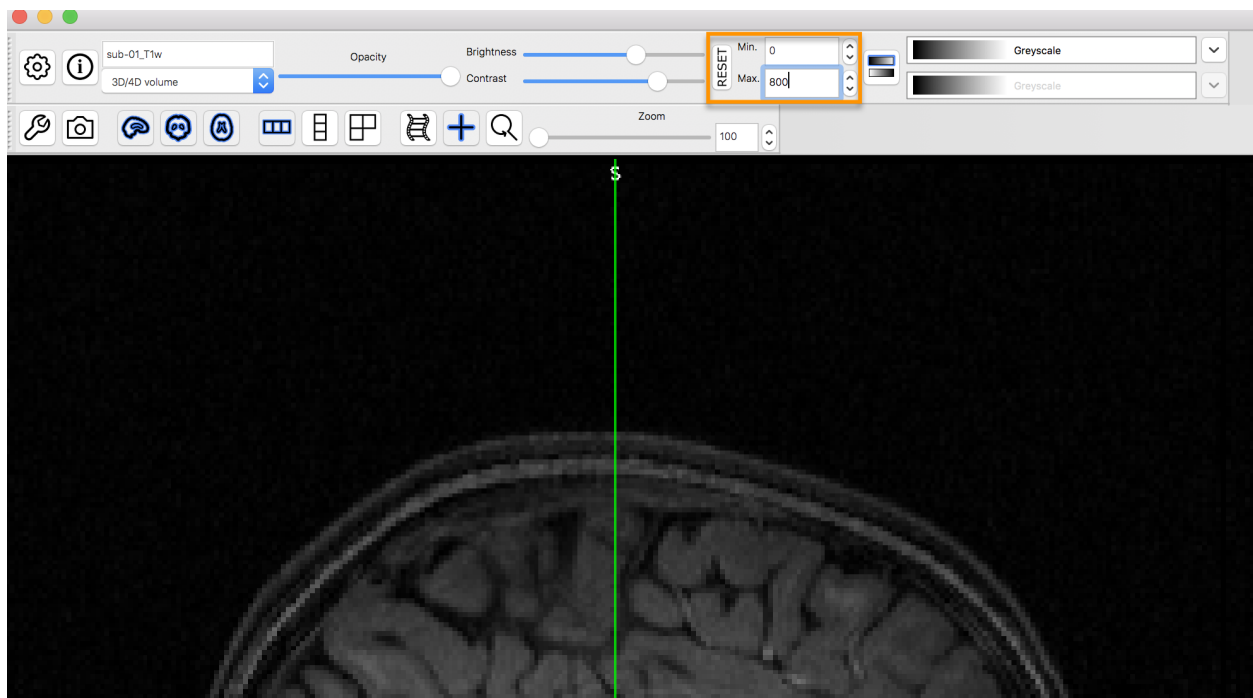 sub-01_T1w
3D/4D volume
Opacity
Brightness
Contrast
RESET
Min.
0
Max.
800
Greyscale
Greyscale
Zoom
100
S